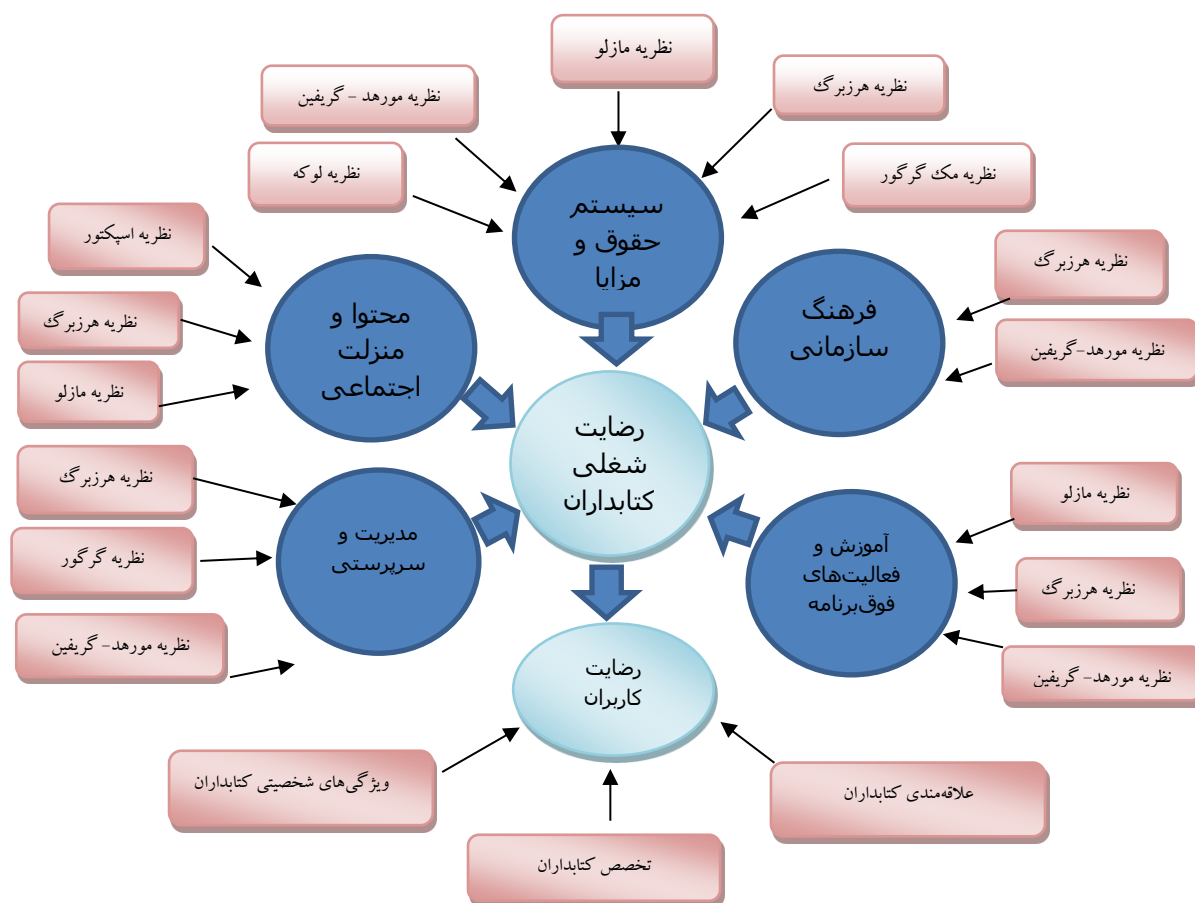 نظریه مازلو
نظریه هرزبرگ
نظریه مورهد - گریفین
نظریه لوکه
نظریه مک گرگور
سیستم
حقوق و
مزایا
نظریه اسپکتور
نظریه هرزبرگ
نظریه مازلو
محتوا و
منزلت
اجتماعی
نظریه هرزبرگ
نظریه مورهد-گریفین
فرهنگ
سازمانی
رضایت
شغلی
کتابداران
نظریه هرزبرگ
نظریه گرگور
نظریه مورهد- گریفین
مدیریت و
سرپرستی
نظریه مازلو
نظریه هرزبرگ
نظریه مورهد- گریفین
آموزش و
فعالیت‌های
فوق‌برنامه
رضایت
کاربران
علاقه‌مندی کتابداران
ویژگی‌های شخصیتی کتابداران
تخصص کتابداران